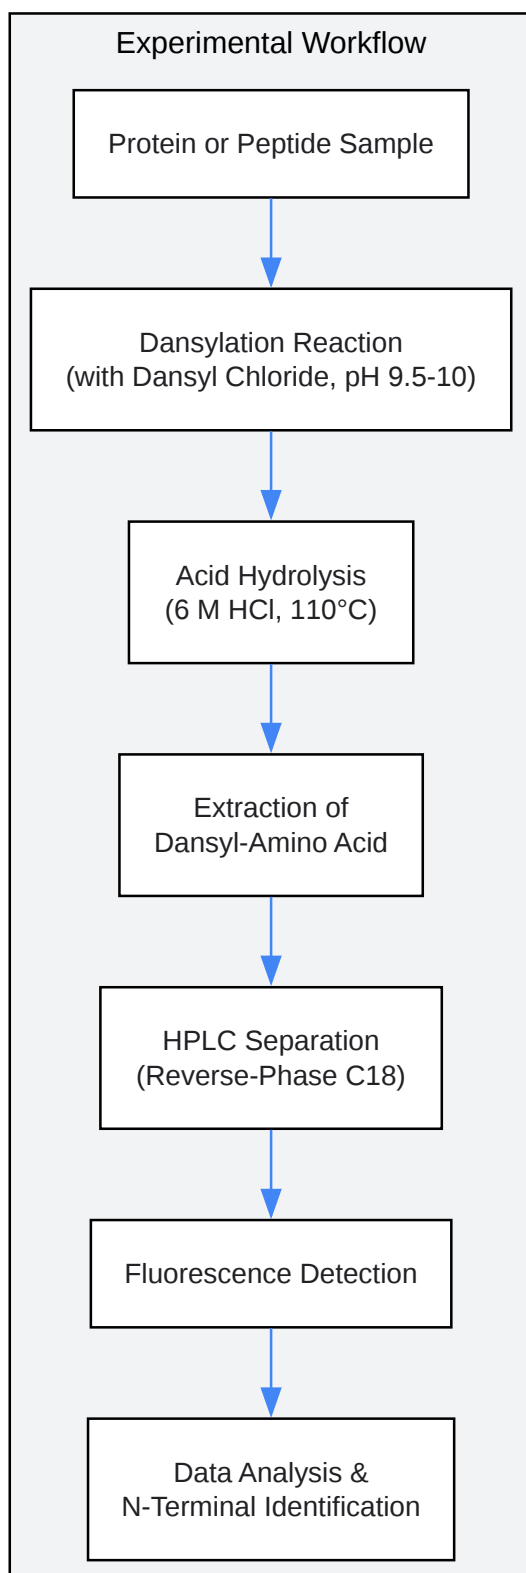 Experimental Workflow
Protein or Peptide Sample
Dansylation Reaction
(with Dansyl Chloride, pH 9.5-10)
Acid Hydrolysis
(6 M HCl, 110°C)
Extraction of
Dansyl-Amino Acid
HPLC Separation
(Reverse-Phase C18)
Fluorescence Detection
Data Analysis &
N-Terminal Identification